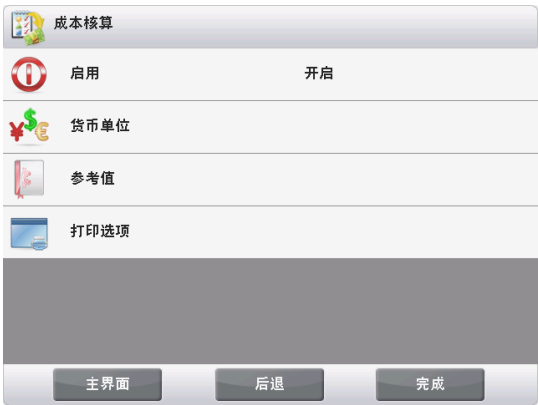 成本核算
启用 开启
货币单位
参考值
打印选项
主界面 后退 完成